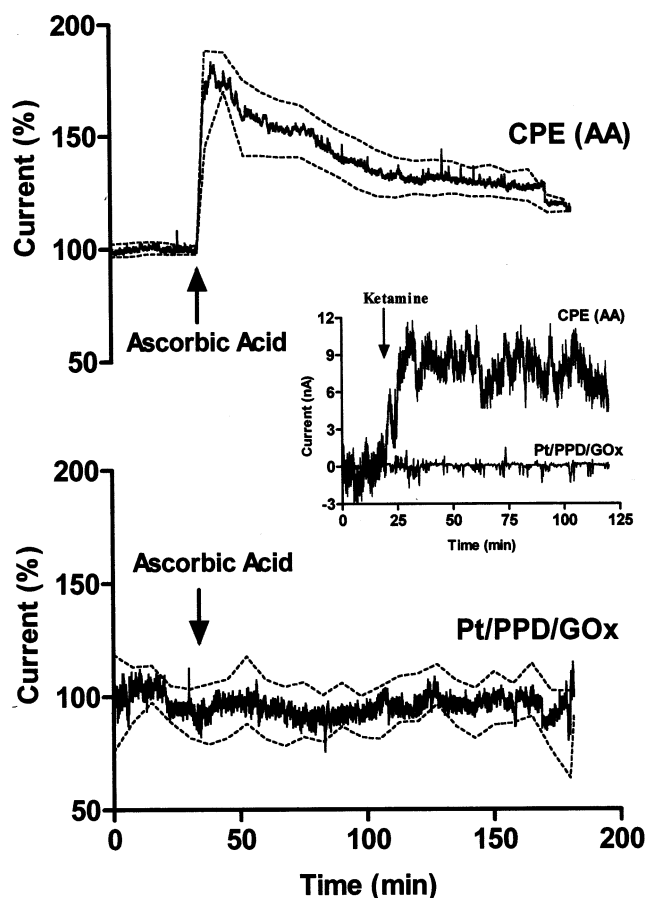 200
150
100
50
Current (%)
CPE (AA)
Ascorbic Acid
Ketamine
CPE (AA)
12
9
6
3
0
-3
Current (nA)
Pt/PPD/GOx
0 25 50 75 100 125
Time (min)
200
150
100
50
Current (%)
Ascorbic Acid
Pt/PPD/GOx
0 50 100 150 200
Time (min)